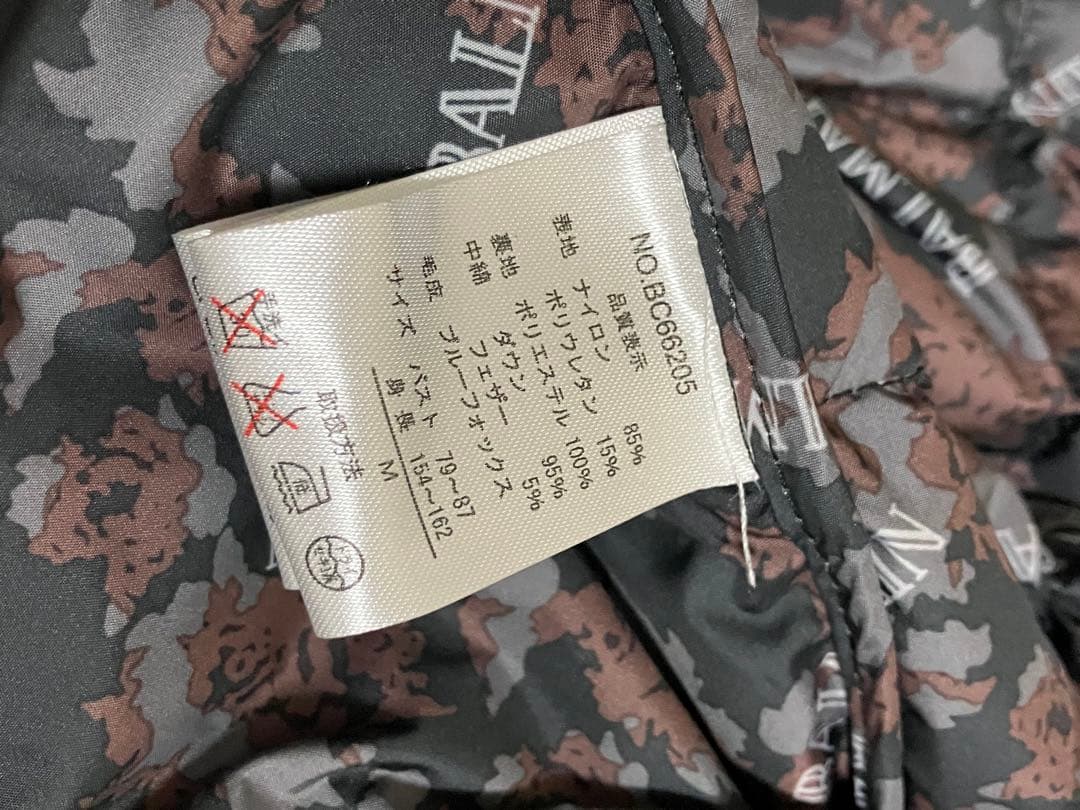 NO.BC66205
品質表示
表地 ナイロン 85%
ポリウレタン 15%
裏地 ポリエステル 100%
中綿 ダウン 95%
フェザー 5%
毛皮 ブルーフォックス
サイズ バスト 79〜87
身長 154〜162
M
取扱方法
BALM